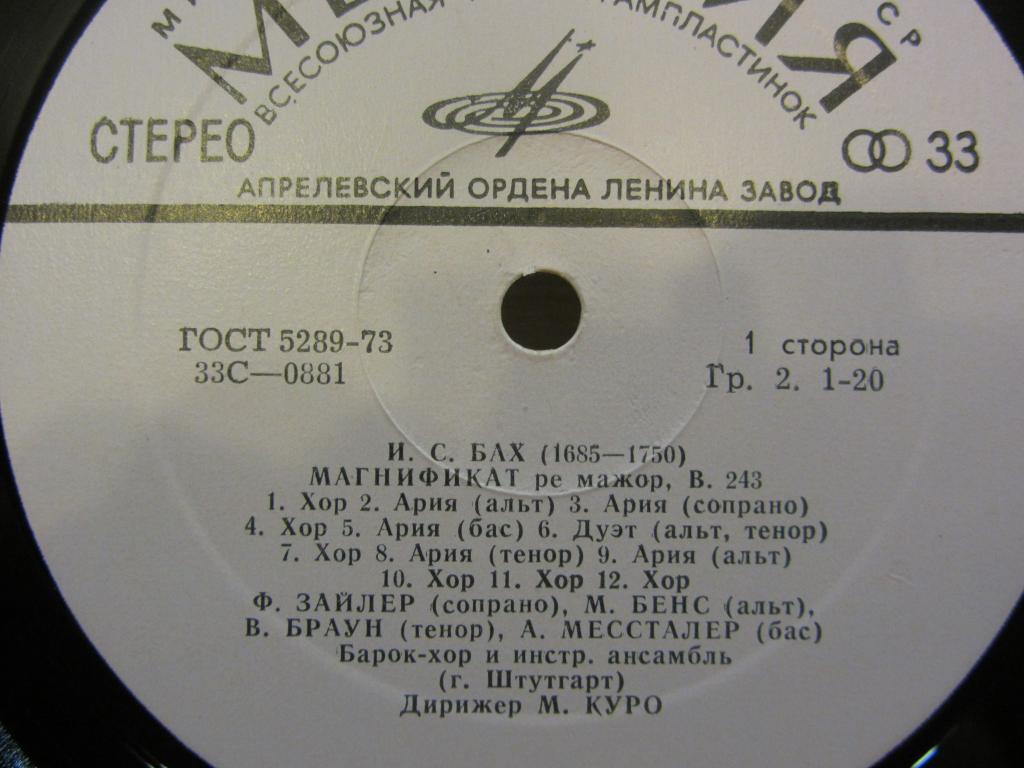 СТЕРЕО
33
АПРЕЛЕВСКИЙ ОРДЕНА ЛЕНИНА ЗАВОД
ВСЕСОЮЗНАЯ
ГОСТ 5289-73
33С—0881
1 сторона
Гр. 2. 1-20
И. С. БАХ (1685—1750)
МАГНИФИКАТ ре мажор, В. 243
1. Хор 2. Ария (альт) 3. Ария (сопрано)
4. Хор 5. Ария (бас) 6. Дуэт (альт, тенор)
7. Хор 8. Ария (тенор) 9. Ария (альт)
10. Хор 11. Хор 12. Хор
Ф. ЗАЙЛЕР (сопрано), М. БЕНС (альт),
В. БРАУН (тенор), А. МЕССТАЛЕР (бас)
Барок-хор и инстр. ансамбль
(г. Штутгарт)
Дирижер М. КУРО